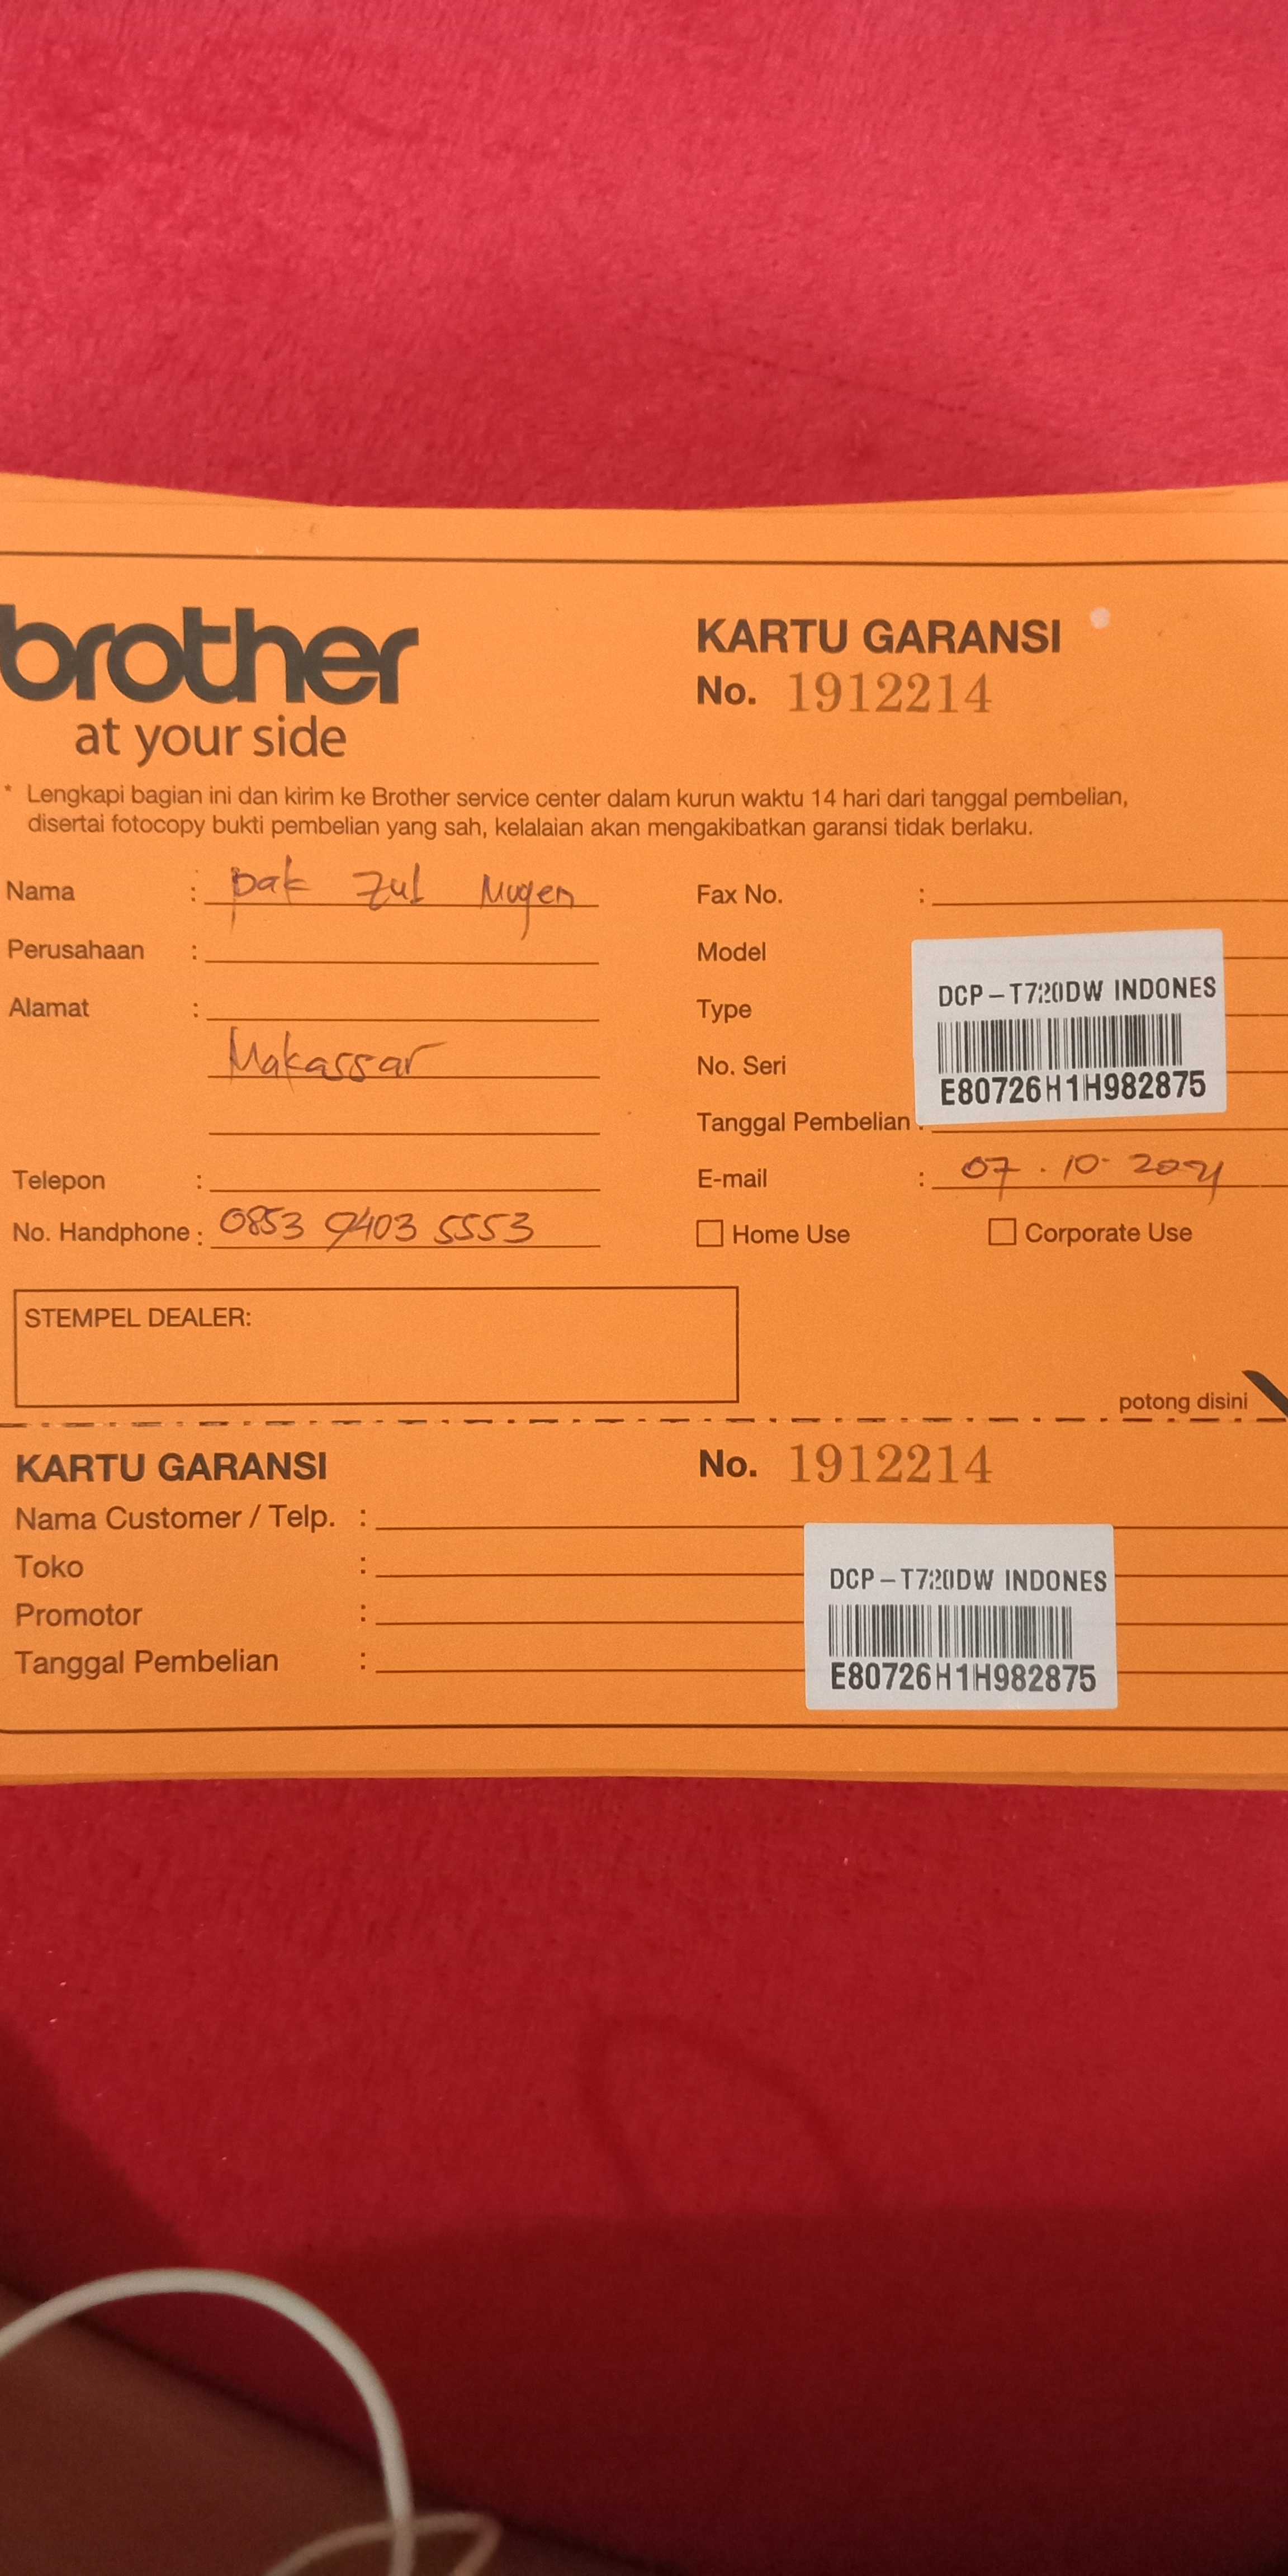 brother
at your side
KARTU GARANSI
No. 1912214
* Lengkapi bagian ini dan kirim ke Brother service center dalam kurun waktu 14 hari dari tanggal pembelian,
disertai fotocopy bukti pembelian yang sah, kelalaian akan mengakibatkan garansi tidak berlaku.
Nama : pak Zul Mugen
Perusahaan :
Alamat :
Makassar
Telepon :
No. Handphone : 0853 9403 5553
Fax No. :
Model
Type
No. Seri
DCP-T720DW INDONES
E80726H1H982875
Tanggal Pembelian :
E-mail : 07.10.2021
Home Use Corporate Use
STEMPEL DEALER:
potong disini
KARTU GARANSI No. 1912214
Nama Customer / Telp. :
Toko :
Promotor :
Tanggal Pembelian :
DCP-T720DW INDONES
E80726H1H982875